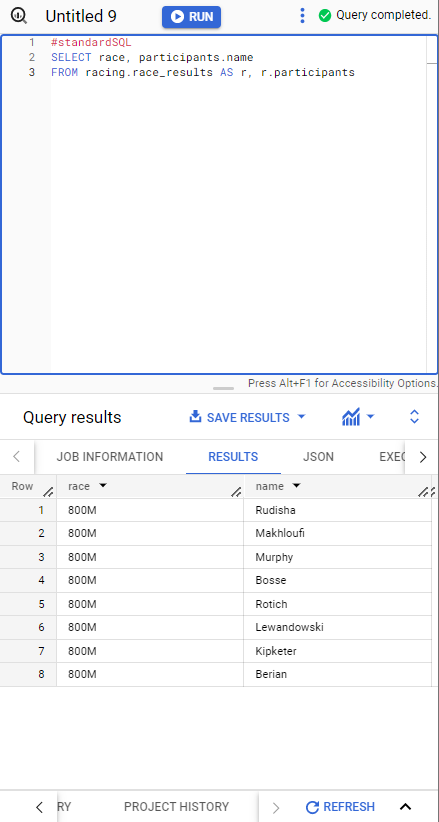 Untitled 9
RUN
Query completed.
1 #standardSQL
2 SELECT race, participants.name
3 FROM racing.race_results AS r, r.participants
Press Alt+F1 for Accessibility Options.
Query results
SAVE RESULTS
JOB INFORMATION RESULTS JSON EXEC
Row race name
1 800M Rudisha
2 800M Makhloufi
3 800M Murphy
4 800M Bosse
5 800M Rotich
6 800M Lewandowski
7 800M Kipketer
8 800M Berian
RY PROJECT HISTORY REFRESH